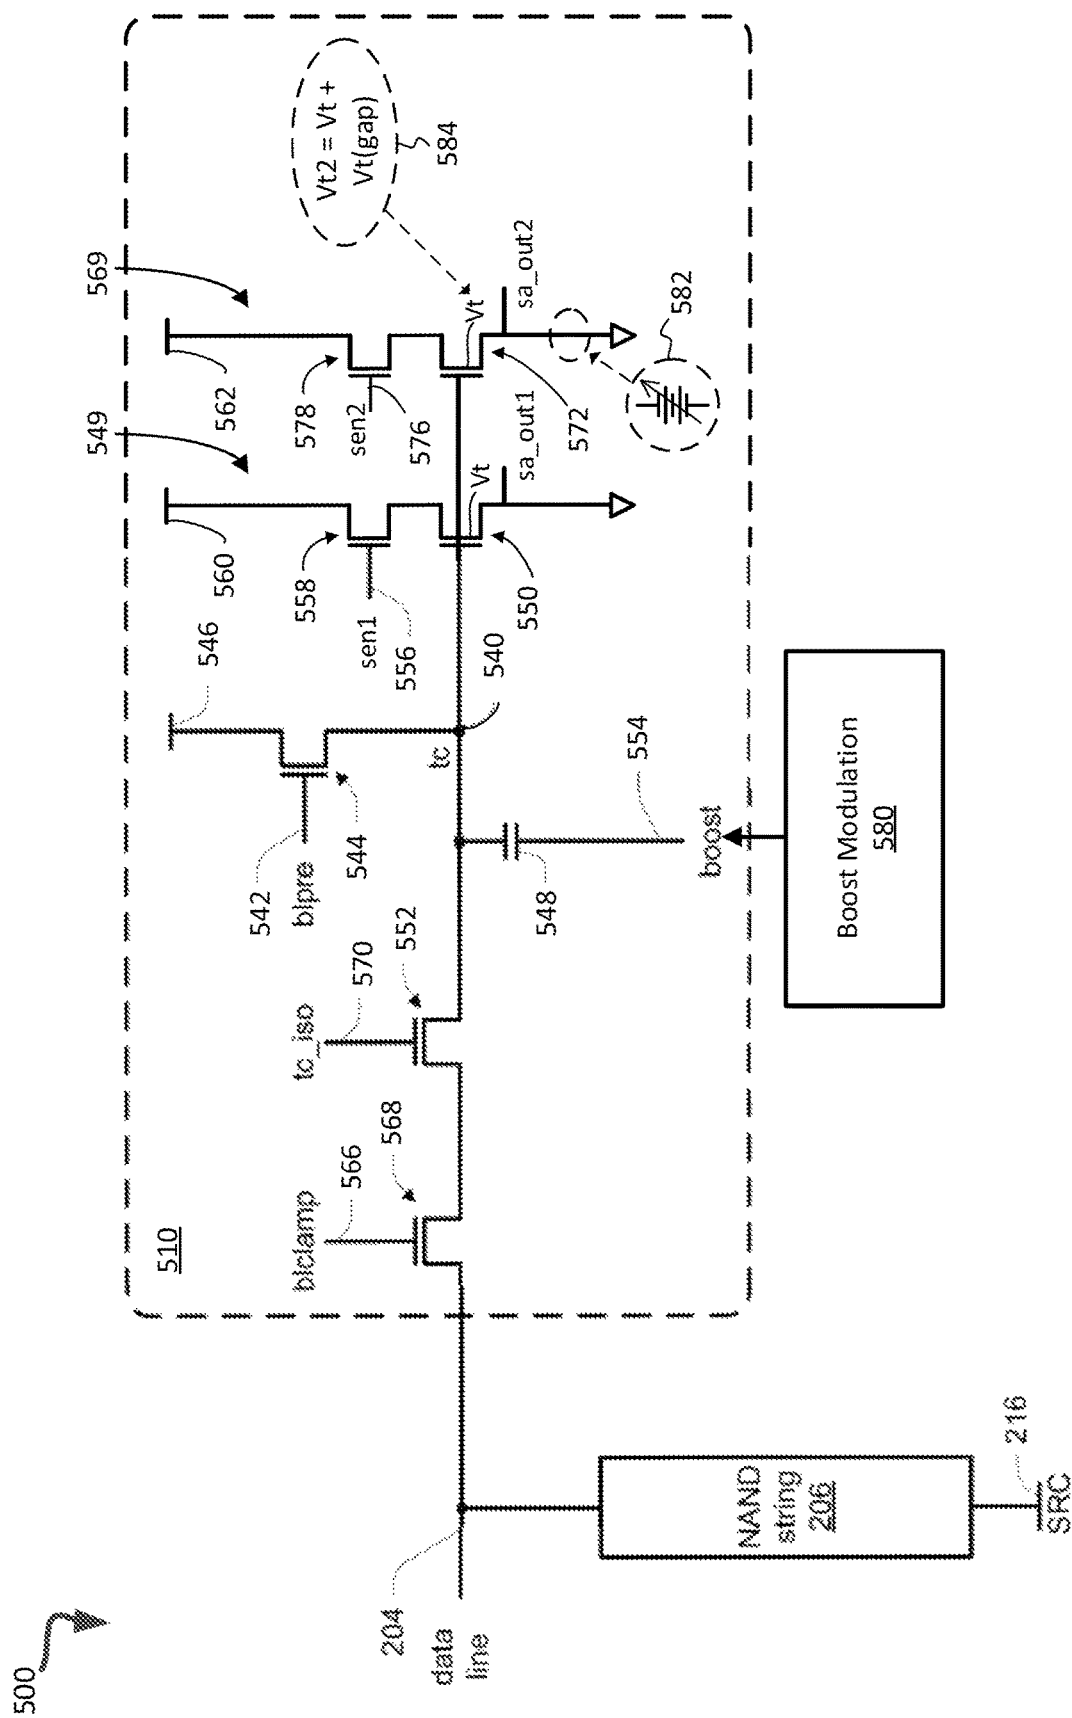 500
510
204
data
line
NAND
string
206
216
SRC
blclamp
566
568
tc_iso
570
552
542
blpre
544
546
548
554
boost
Boost Modulation
580
tc
540
549
560
558
sen1
556
550
Vt
sa_out1
569
562
578
sen2
576
572
Vt
sa_out2
582
Vt2 = Vt +
Vt(gap)
584